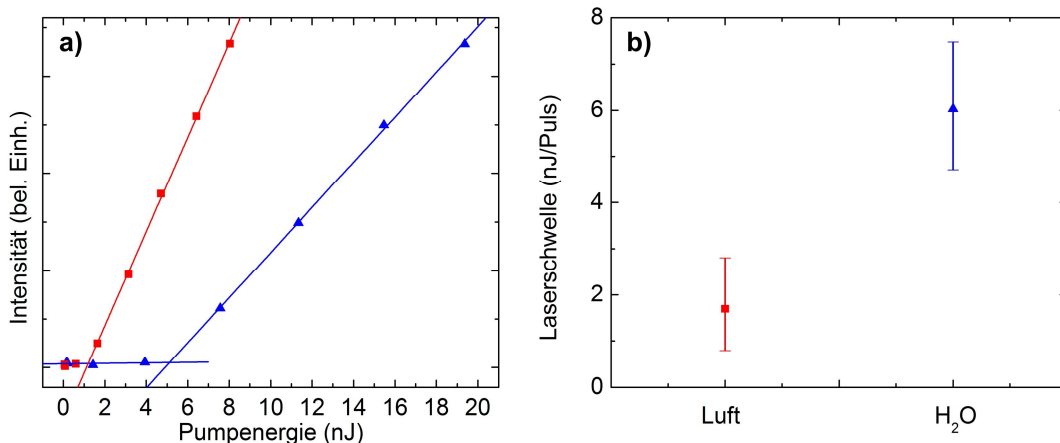 a)
Intensität (bel. Einh.)
0 2 4 6 8 10 12 14 16 18 20
Pumpenergie (nJ)
b)
Laserschwelle (nJ/Puls)
8
6
4
2
0
Luft H₂O